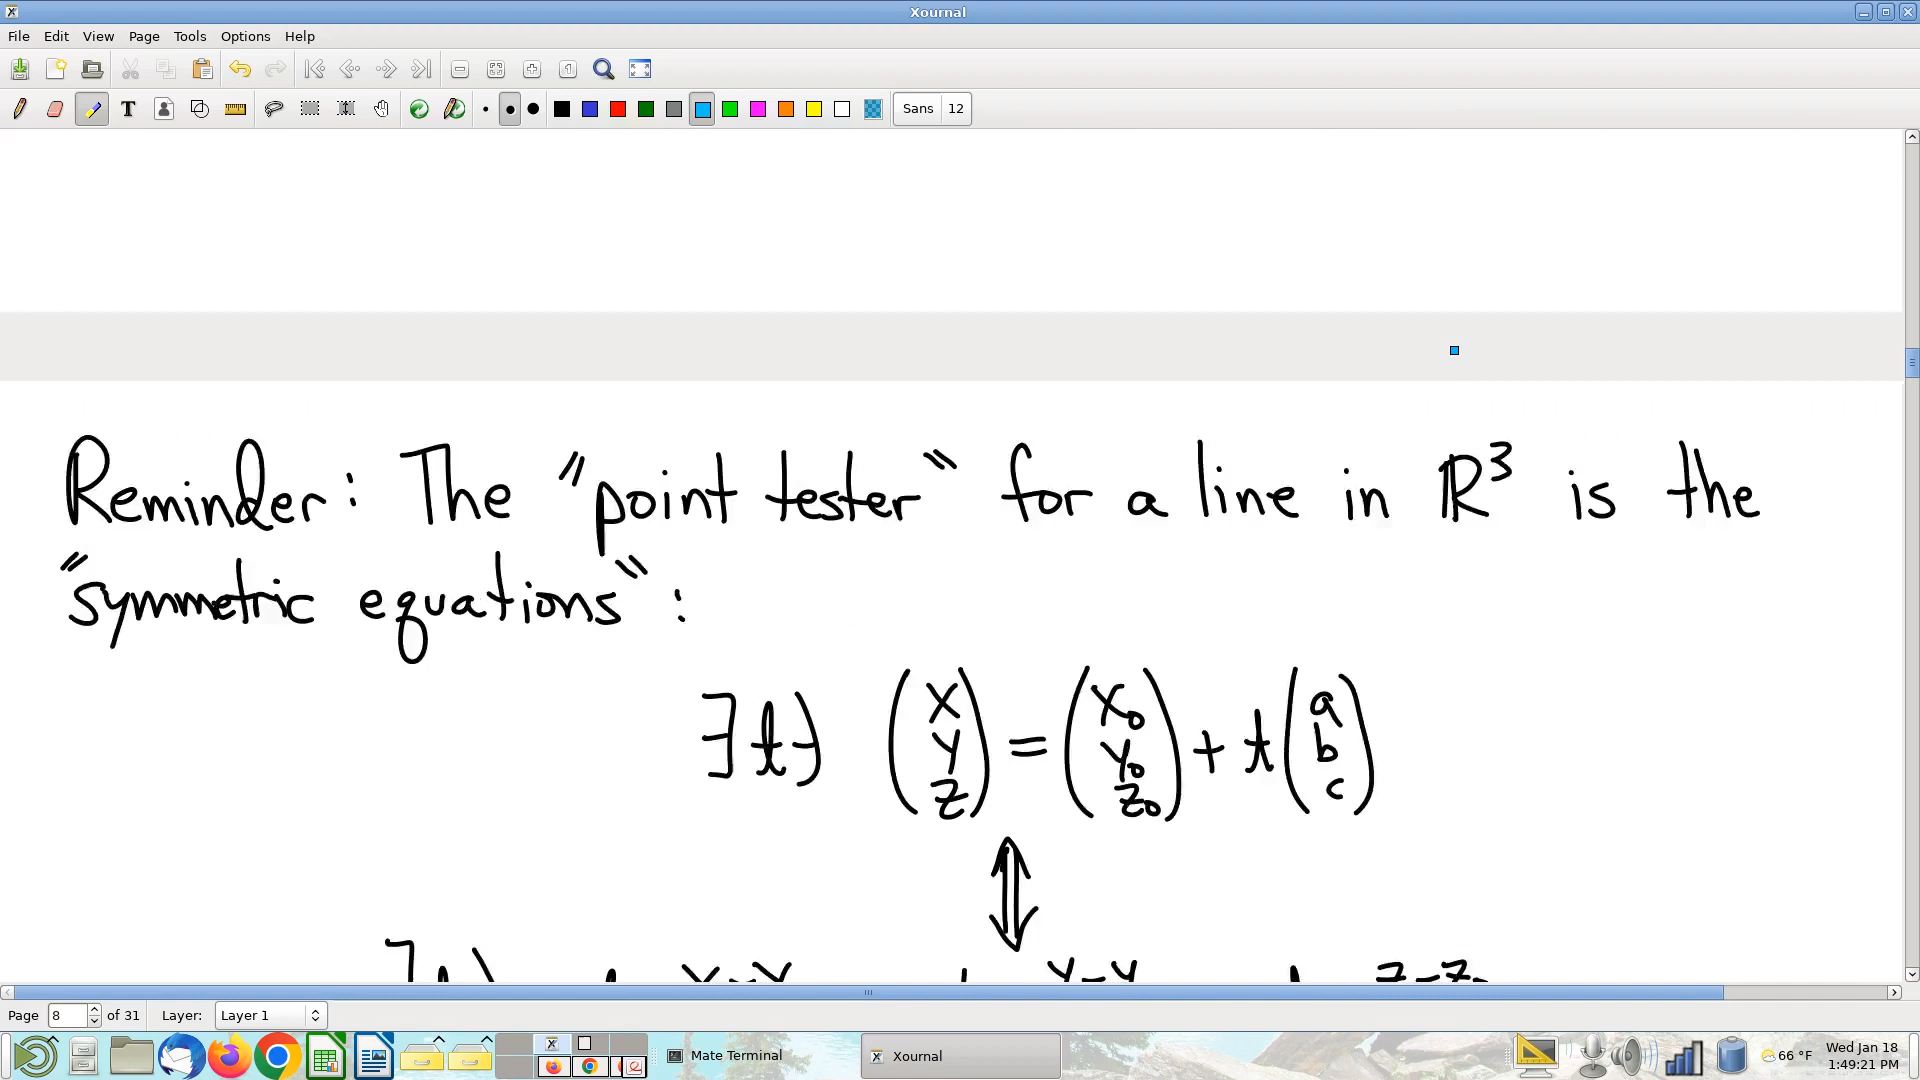 Xournal
File Edit View Page Tools Options Help
Sans 12
Reminder: The "point tester" for a line in ℝ³ is the
"symmetric equations":
∃ t ∋ (x y z) = (x₀ y₀ z₀) + t (a b c)
⇕
Page 8 of 31 Layer: Layer 1
Mate Terminal Xournal 66 °F Wed Jan 18
1:49:21 PM